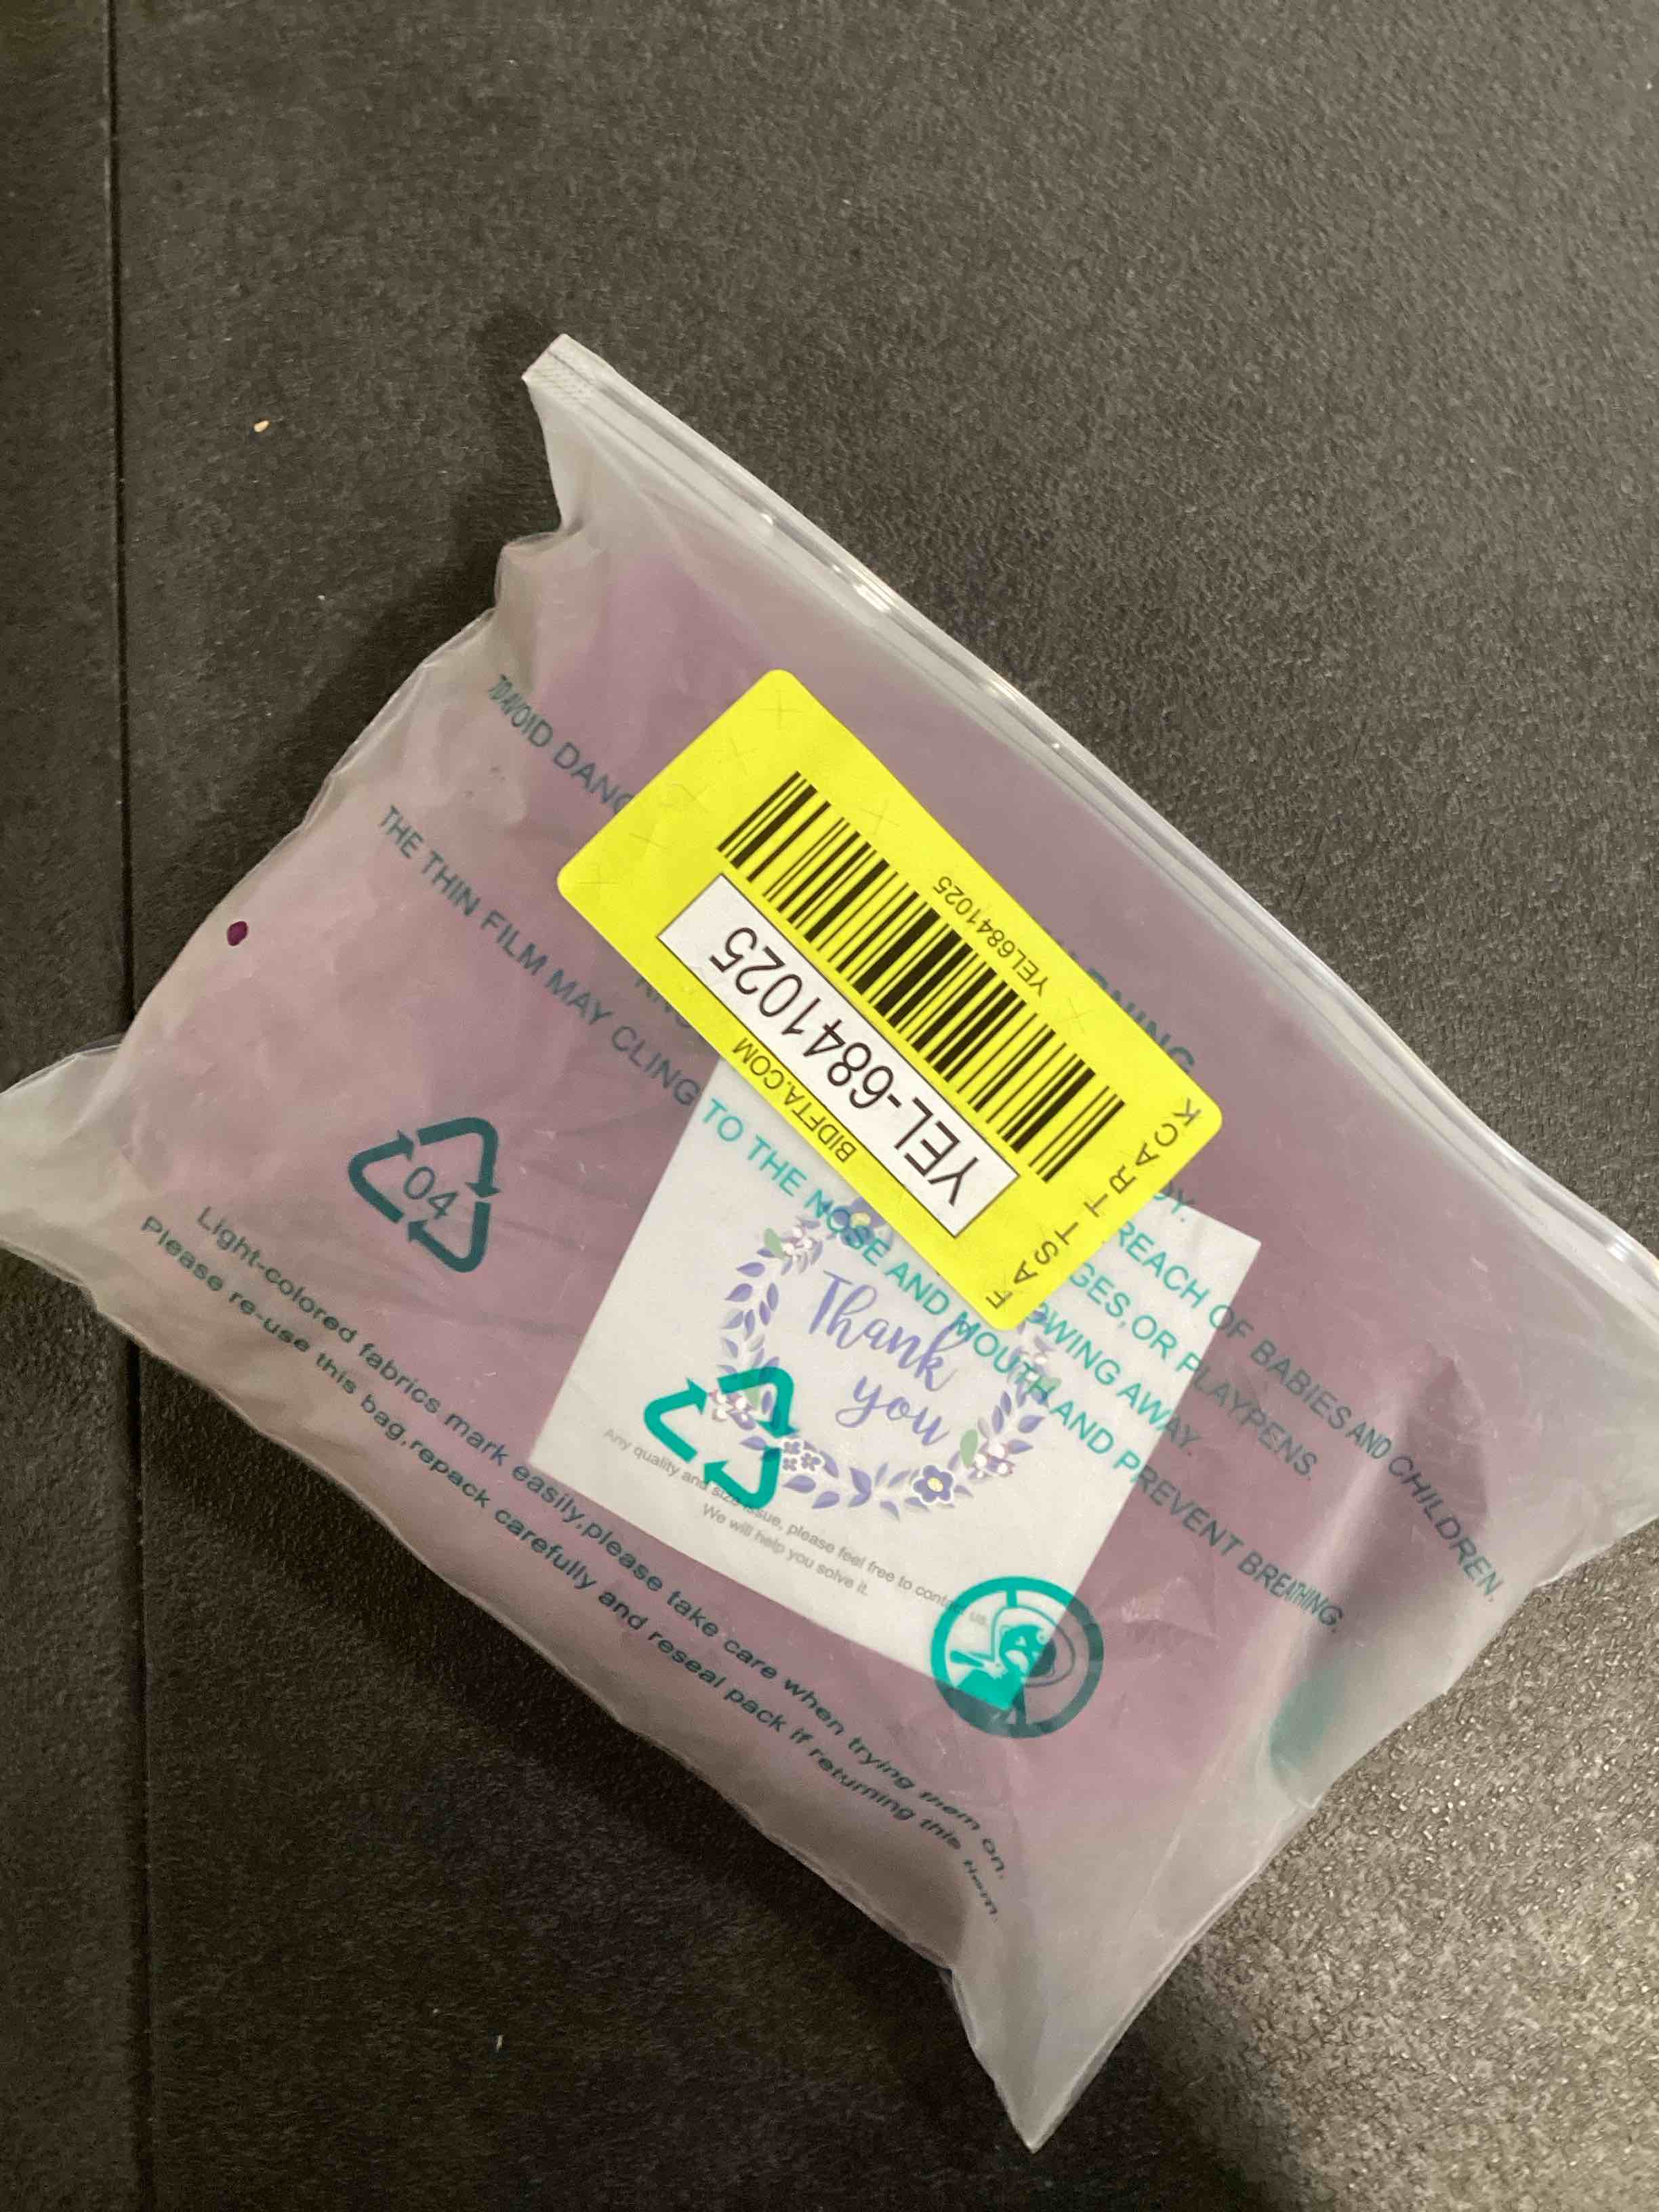 YEL6841025
YEL-6841025
BIDFTA.COM
FAST TRACK
TO AVOID DANG
REACH OF BABIES AND CHILDREN,
GES, OR PLAYPENS.
OWING AWAY.
THE THIN FILM MAY CLING TO THE NOSE AND MOUTH AND PREVENT BREATHING,
04
Thank
you
Any quality and size issue, please feel free to contact us.
We will help you solve it.
Light-colored fabrics mark easily,please take care when trying them on.
Please re-use this bag,repack carefully and reseal pack if returning this item.